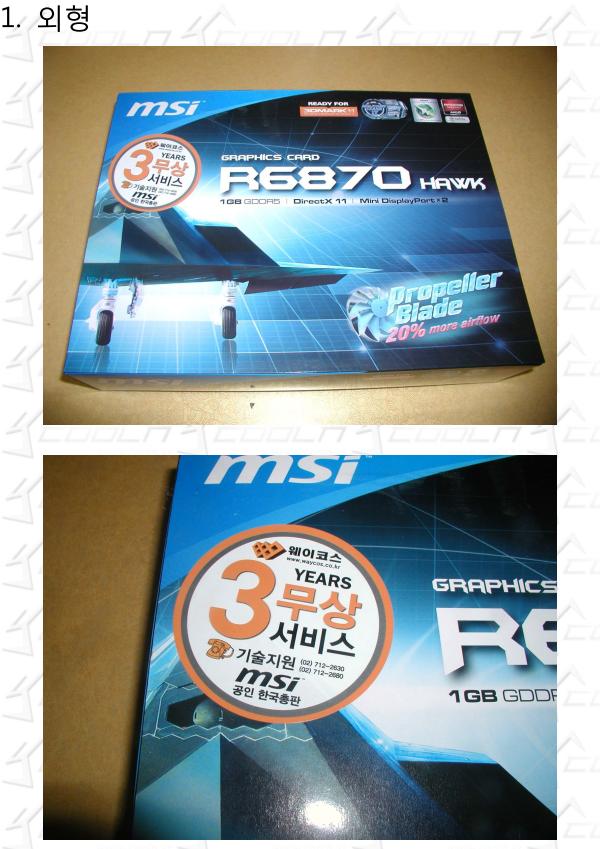 1. 외형
msi
READY FOR
3DMARK 11
웨이코스
3 YEARS
무상
서비스
기술지원
msi
공인 한국총판
GRAPHICS CARD
R6870 HAWK
1GB GDDR5 | DirectX 11 | Mini DisplayPort x 2
Propeller
Blade
20% more airflow
msi
웨이코스
www.waycos.co.kr
3 YEARS
무상
서비스
기술지원 (02) 712-2630
(02) 712-2680
msi
공인 한국총판
GRAPHICS
R6
1GB GDDR